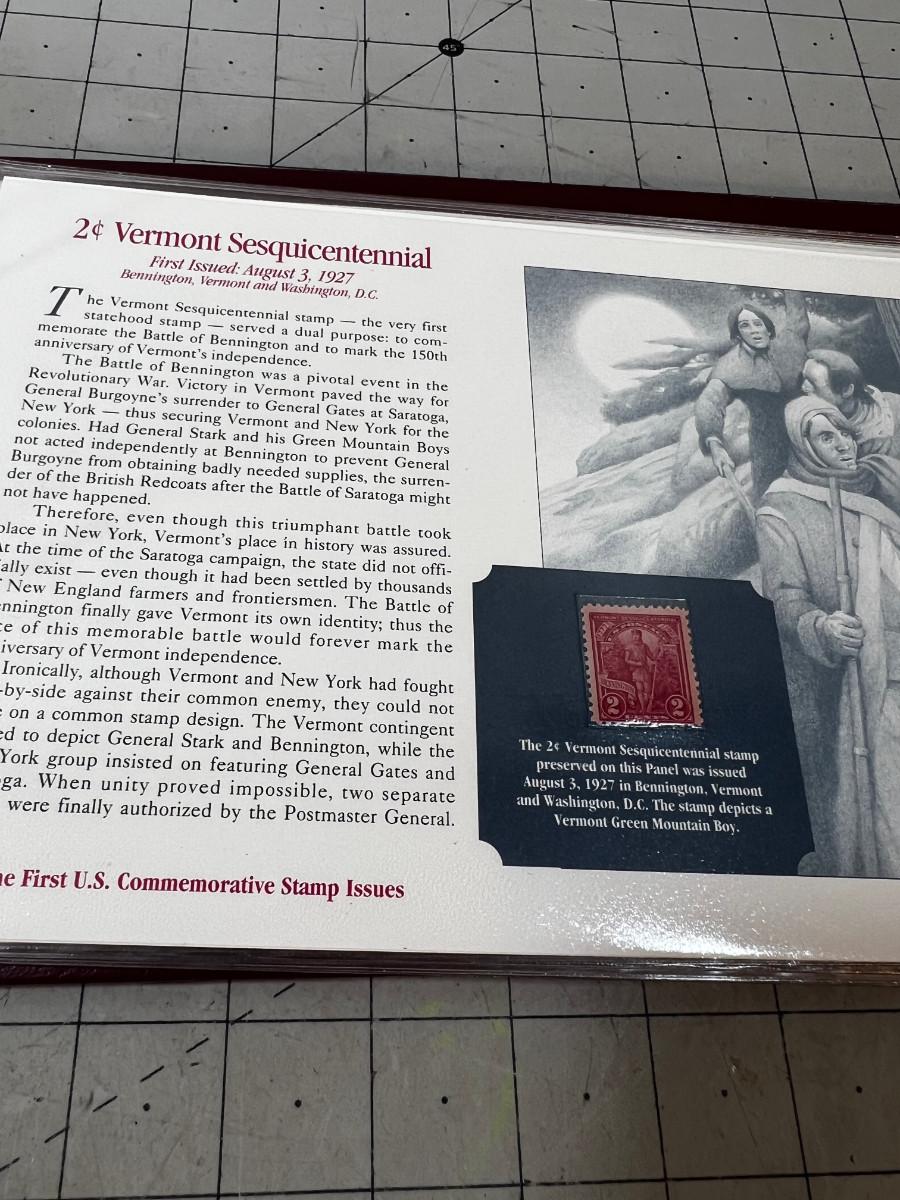 45°
2¢ Vermont Sesquicentennial
First Issued: August 3, 1927
Bennington, Vermont and Washington, D.C.
The Vermont Sesquicentennial stamp — the very first
statehood stamp — served a dual purpose: to com-
memorate the Battle of Bennington and to mark the 150th
anniversary of Vermont's independence.
The Battle of Bennington was a pivotal event in the
Revolutionary War. Victory in Vermont paved the way for
General Burgoyne's surrender to General Gates at Saratoga,
New York — thus securing Vermont and New York for the
colonies. Had General Stark and his Green Mountain Boys
not acted independently at Bennington to prevent General
Burgoyne from obtaining badly needed supplies, the surren-
der of the British Redcoats after the Battle of Saratoga might
not have happened.
Therefore, even though this triumphant battle took
place in New York, Vermont's place in history was assured.
At the time of the Saratoga campaign, the state did not offi-
ially exist — even though it had been settled by thousands
New England farmers and frontiersmen. The Battle of
ennington finally gave Vermont its own identity; thus the
ce of this memorable battle would forever mark the
iversary of Vermont independence.
Ironically, although Vermont and New York had fought
-by-side against their common enemy, they could not
e on a common stamp design. The Vermont contingent
ed to depict General Stark and Bennington, while the
York group insisted on featuring General Gates and
oga. When unity proved impossible, two separate
were finally authorized by the Postmaster General.
he First U.S. Commemorative Stamp Issues
2 2
The 2¢ Vermont Sesquicentennial stamp
preserved on this Panel was issued
August 3, 1927 in Bennington, Vermont
and Washington, D.C. The stamp depicts a
Vermont Green Mountain Boy.